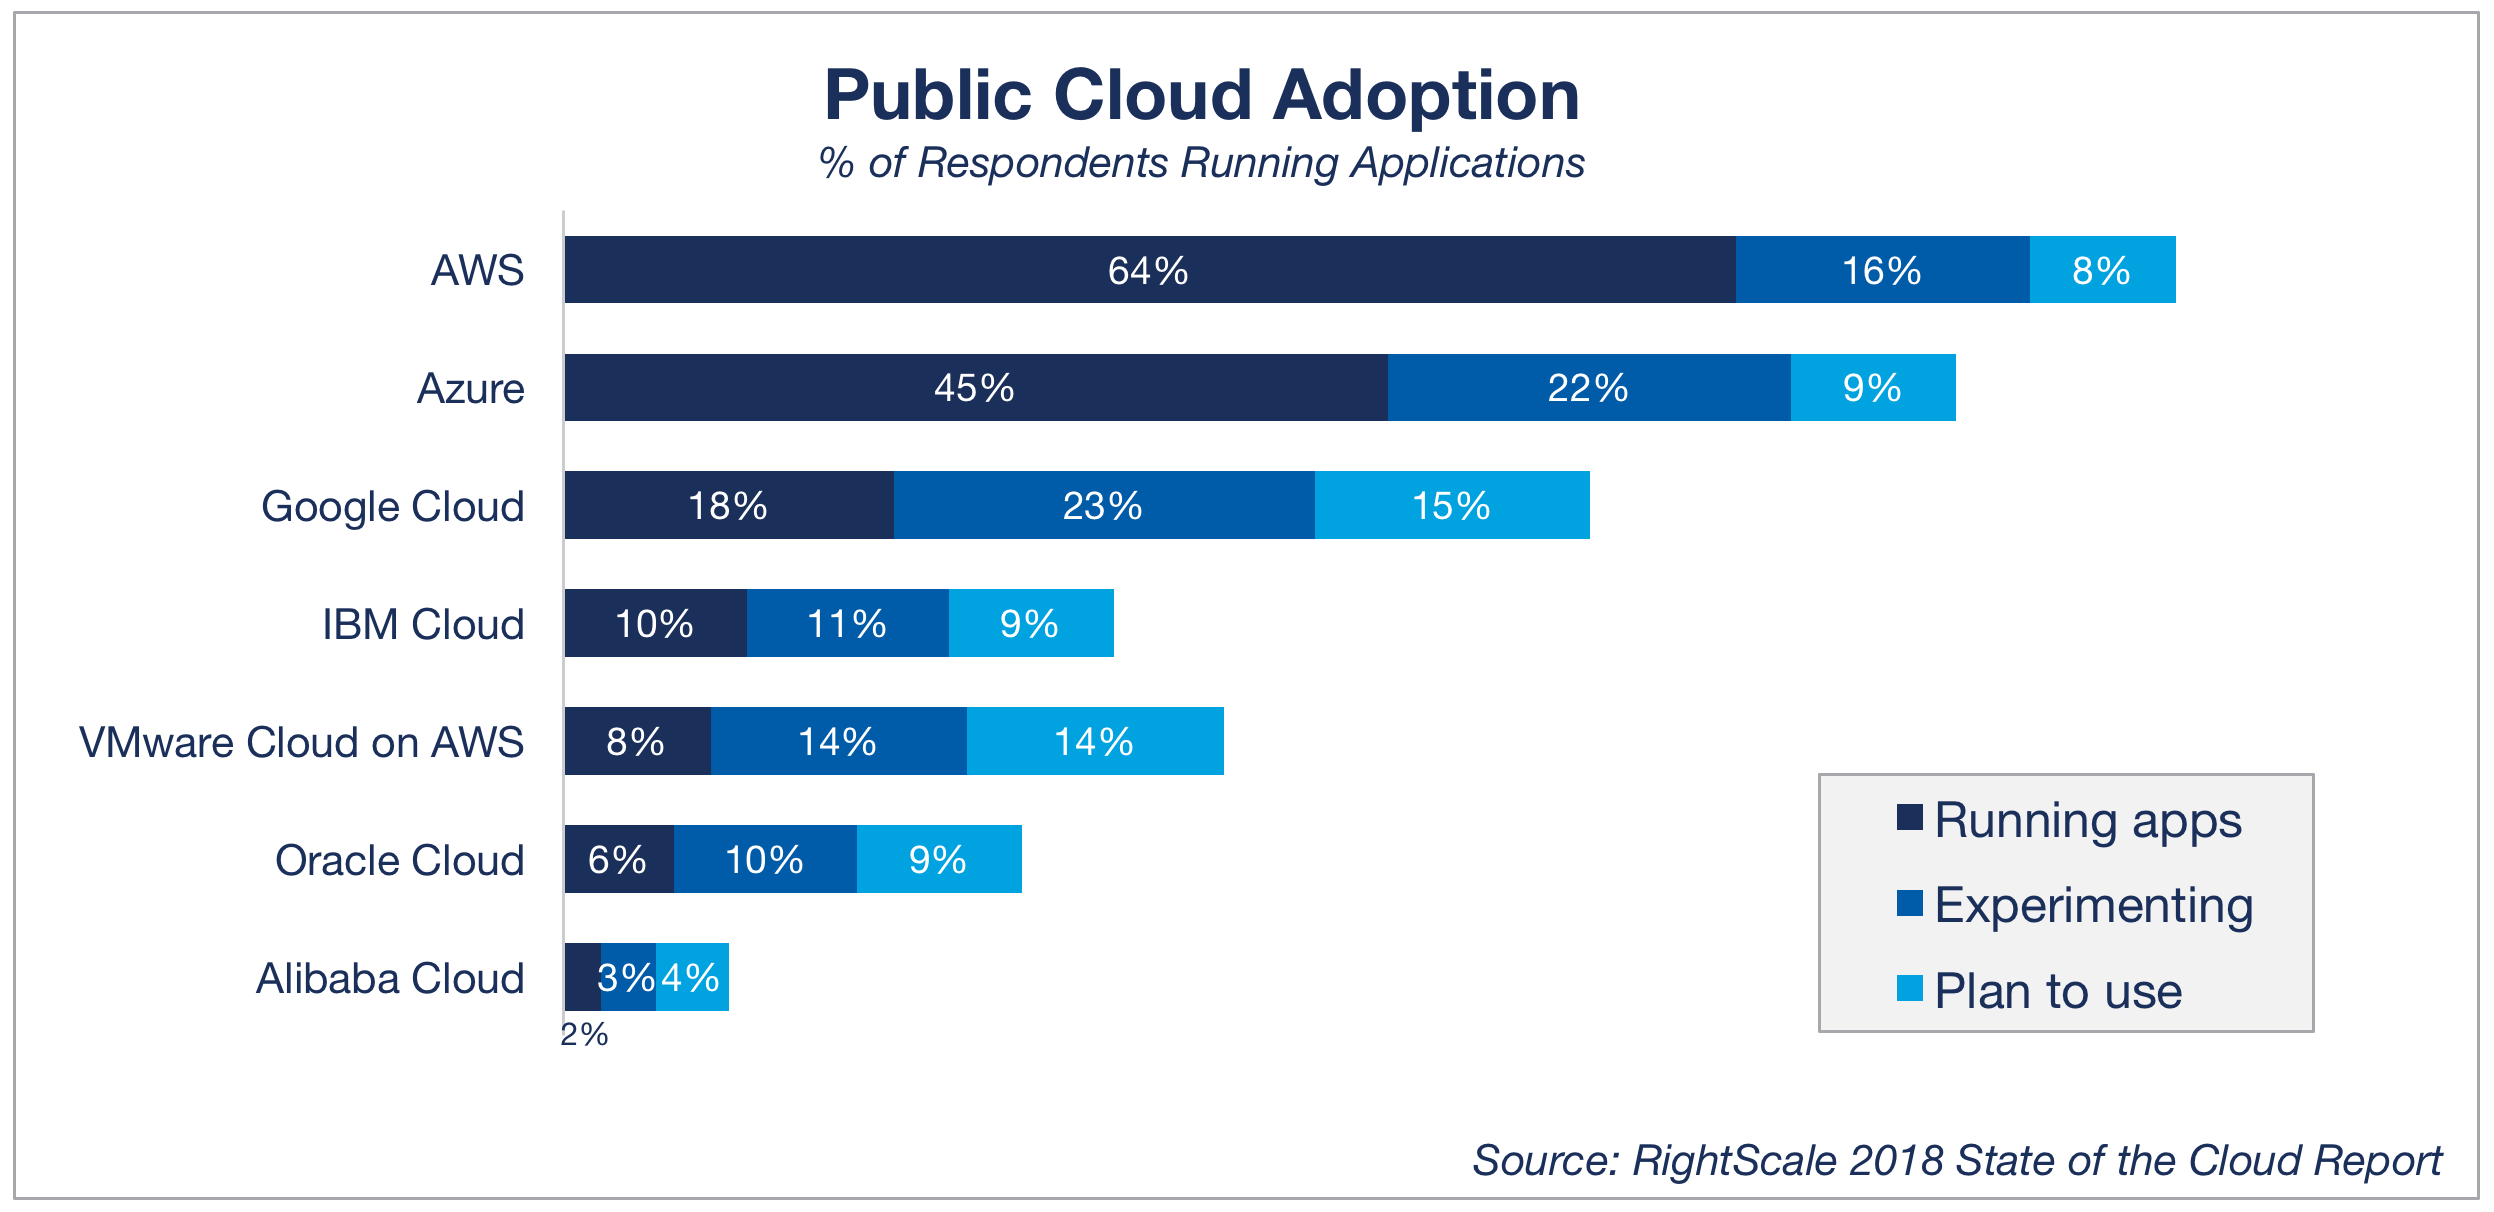 Public Cloud Adoption
% of Respondents Running Applications
AWS 64% 16% 8%
Azure 45% 22% 9%
Google Cloud 18% 23% 15%
IBM Cloud 10% 11% 9%
VMware Cloud on AWS 8% 14% 14%
Oracle Cloud 6% 10% 9%
Alibaba Cloud 3% 4%
2%
Running apps
Experimenting
Plan to use
Source: RightScale 2018 State of the Cloud Report